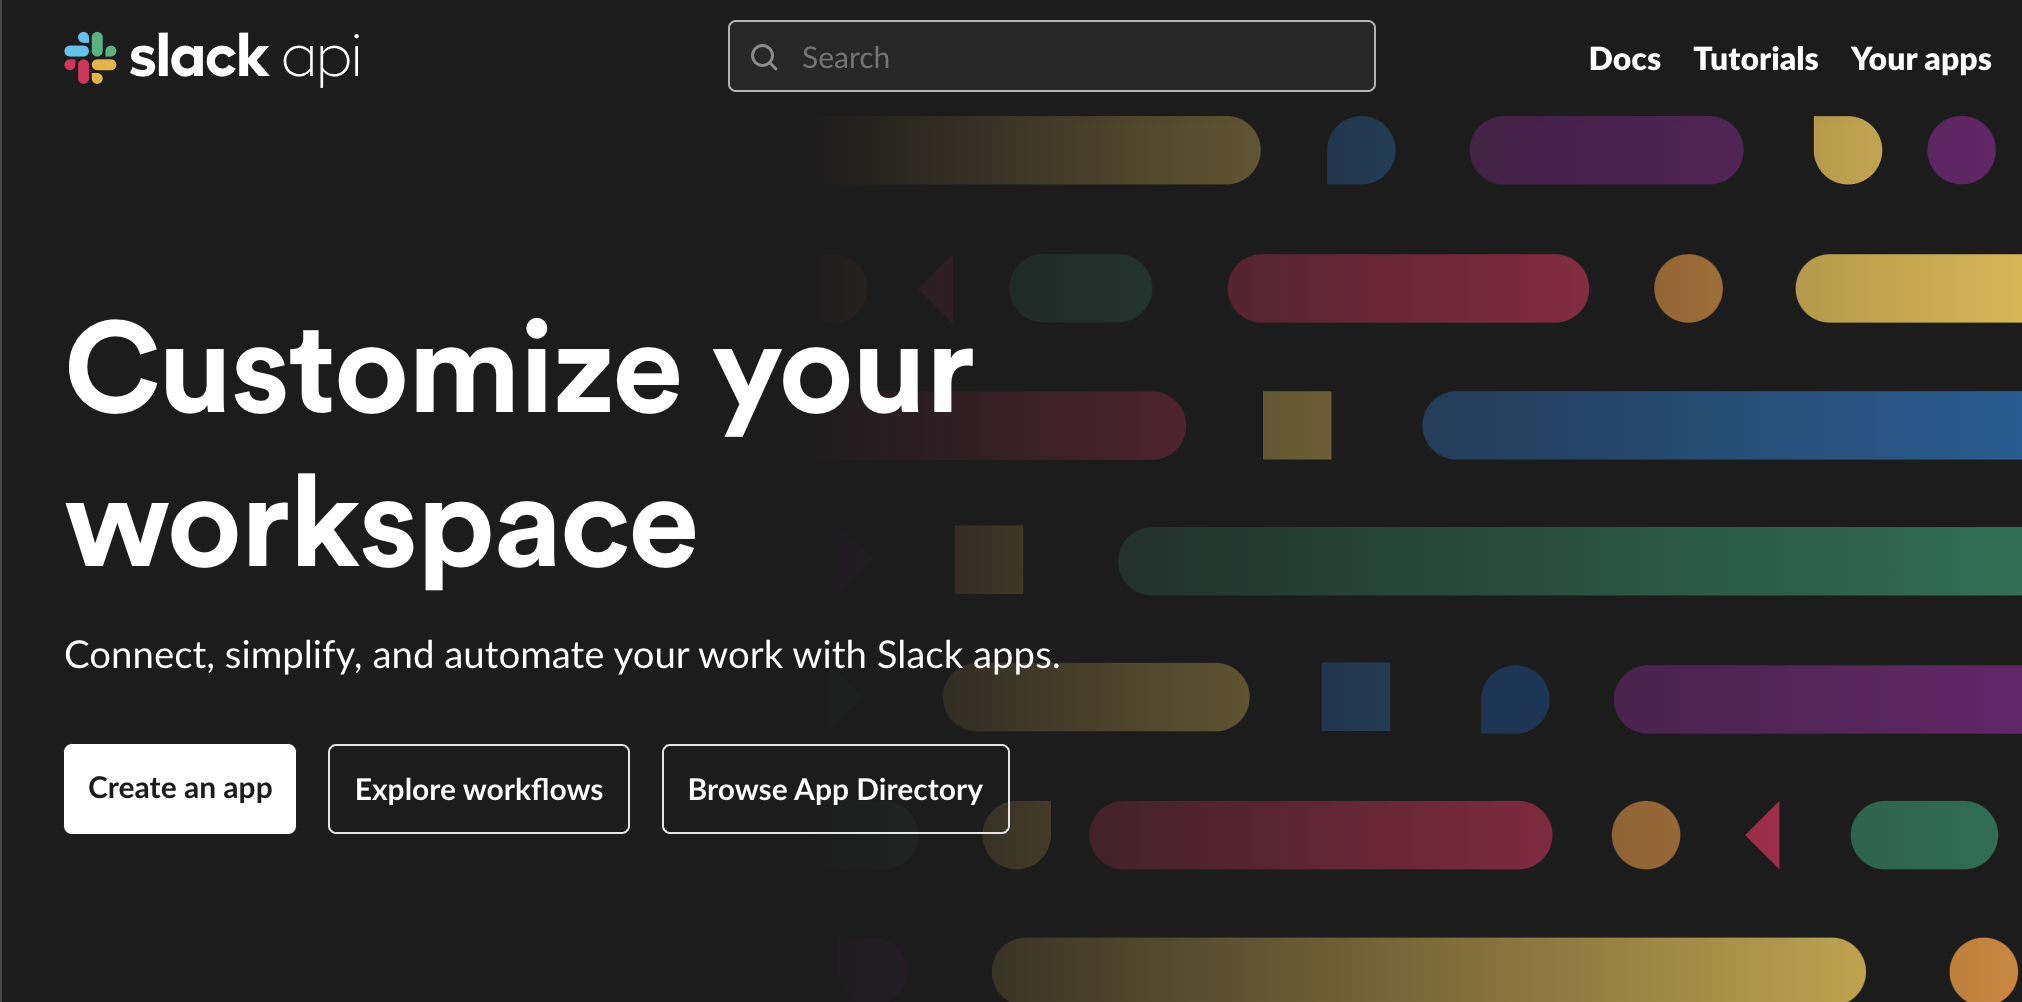 slack api
Search
Docs
Tutorials
Your apps
Customize your
workspace
Connect, simplify, and automate your work with Slack apps.
Create an app
Explore workflows
Browse App Directory